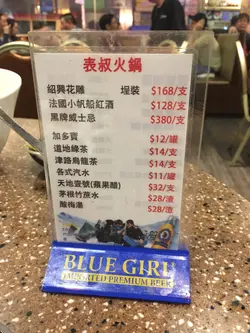 表叔火鍋
紹興花雕 埕裝 $168/支
法國小帆船紅酒 $128/支
黑牌威士忌 $380/支
加多寶 $12/罐
道地綠茶 $14/支
津路烏龍茶 $14/支
各式汽水 $11/罐
天地壹號(蘋果醋) $32/支
茅根竹蔗水 $28/渣
酸梅湯 $28/渣
BLUE GIRL
IMPORTED PREMIUM BEER